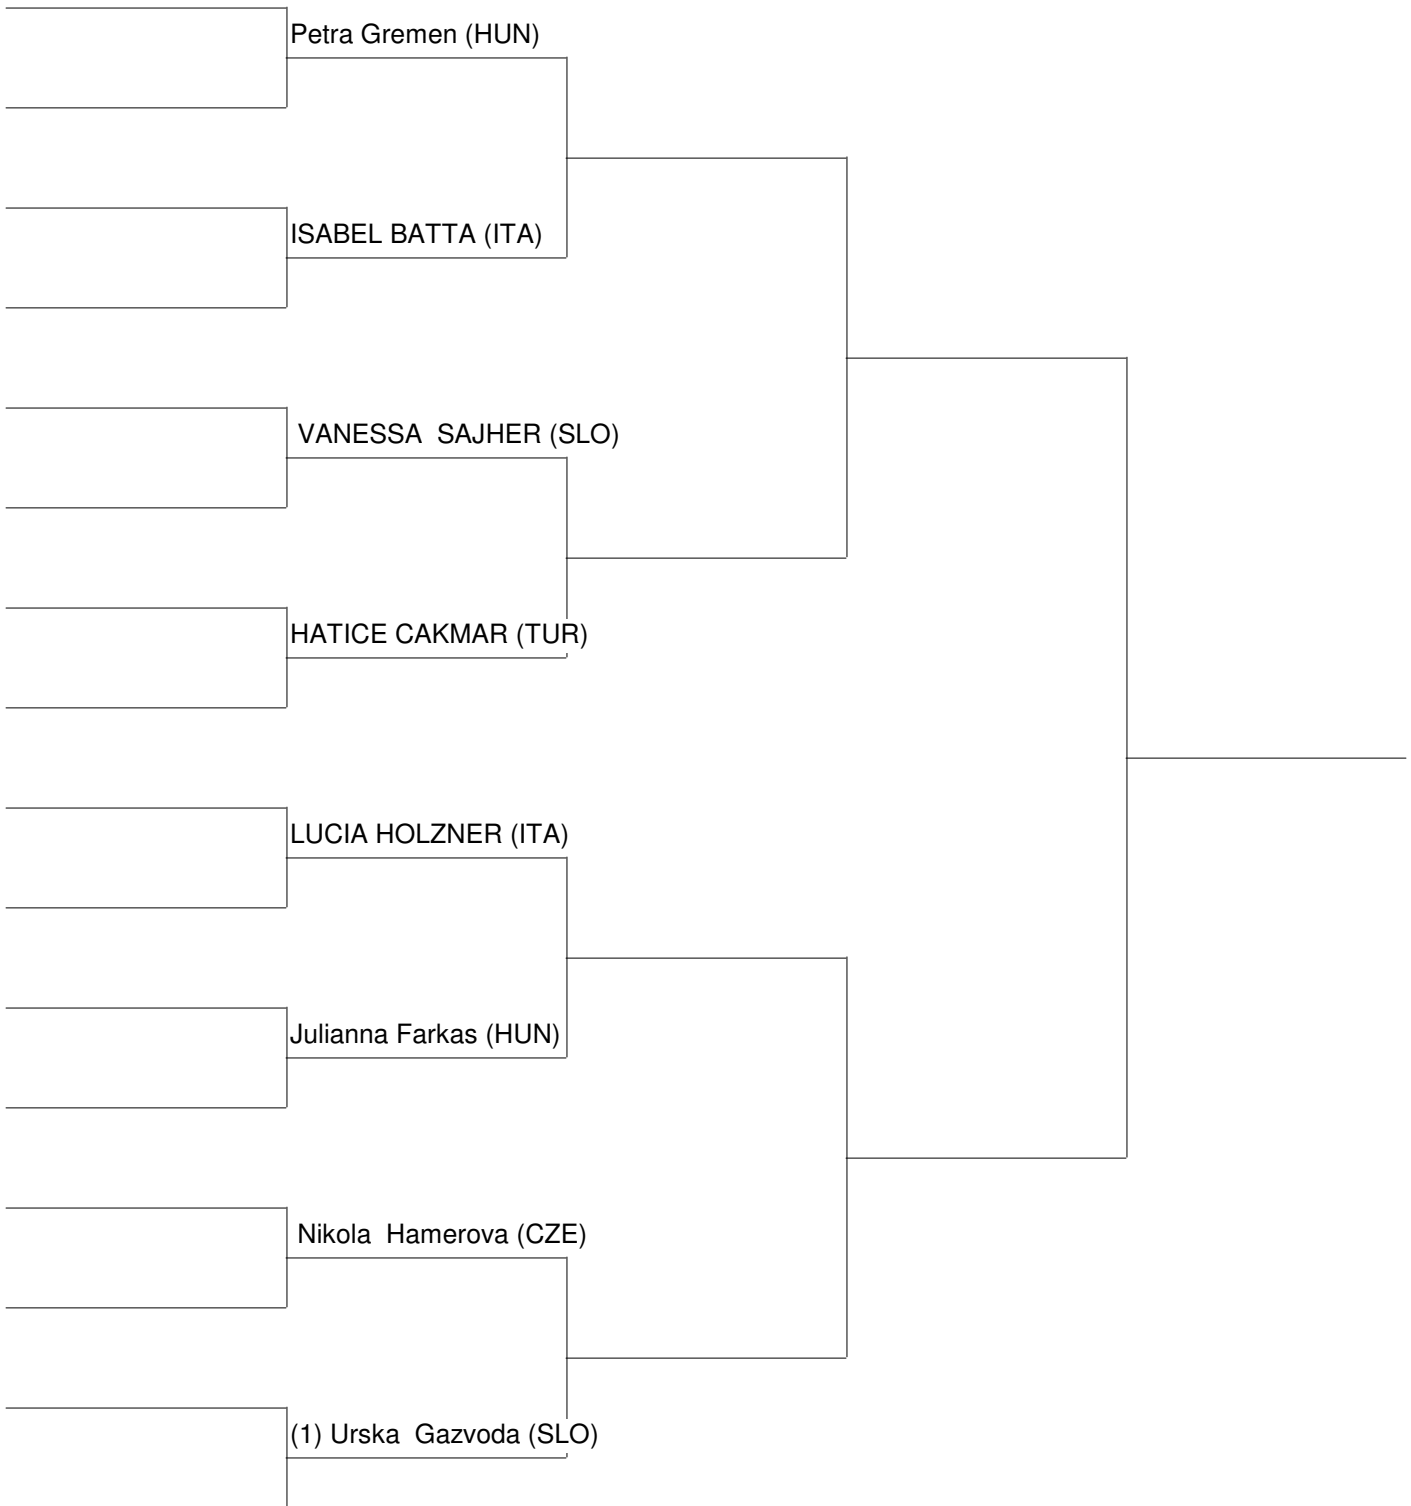 Petra Gremen (HUN)
ISABEL BATTA (ITA)
VANESSA  SAJHER (SLO)
HATICE CAKMAR (TUR)
LUCIA HOLZNER (ITA)
Julianna Farkas (HUN)
Nikola  Hamerova (CZE)
(1) Urska  Gazvoda (SLO)